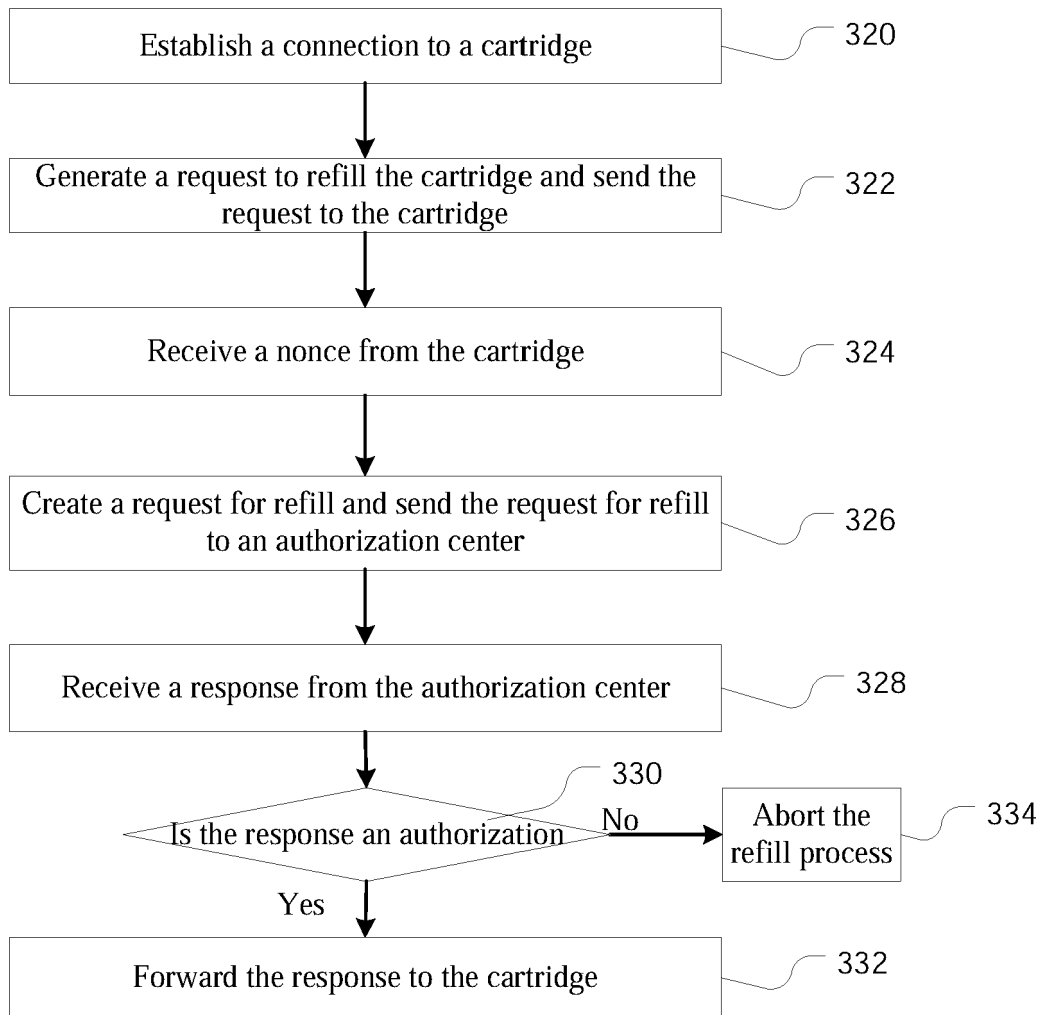 Establish a connection to a cartridge
320
Generate a request to refill the cartridge and send the
request to the cartridge
322
Receive a nonce from the cartridge
324
Create a request for refill and send the request for refill
to an authorization center
326
Receive a response from the authorization center
328
330
Is the response an authorization
No
Abort the
refill process
334
Yes
Forward the response to the cartridge
332